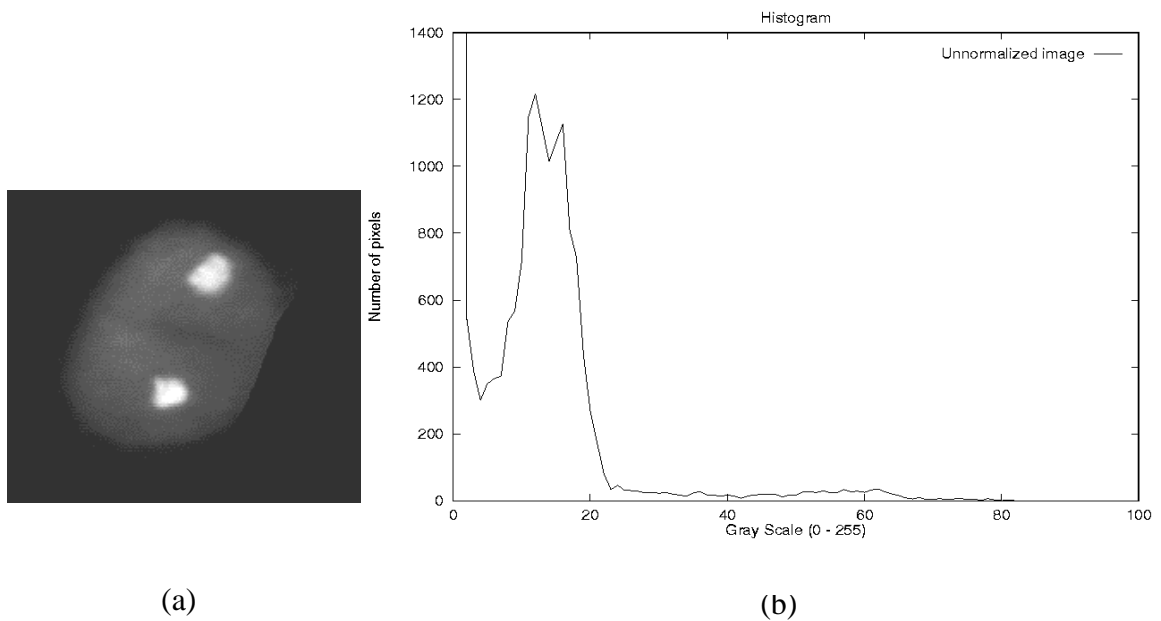 Histogram
Unnormalized image
Number of pixels
1400
1200
1000
800
600
400
200
0
0 20 40 60 80 100
Gray Scale (0 - 255)
(a) (b)